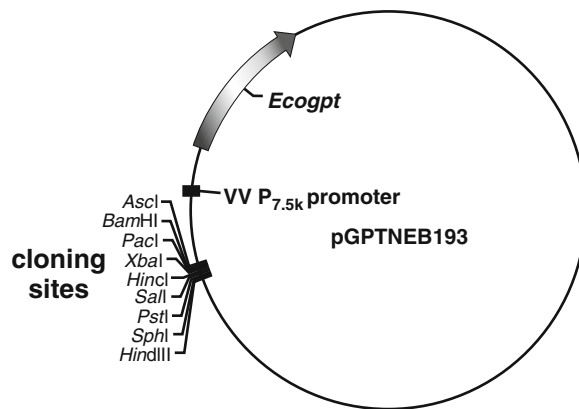 Ecogpt
VV P7.5k promoter
pGPTNEB193
cloning
sites
AscI
BamHI
PacI
XbaI
HincI
SalI
PstI
SphI
HindIII